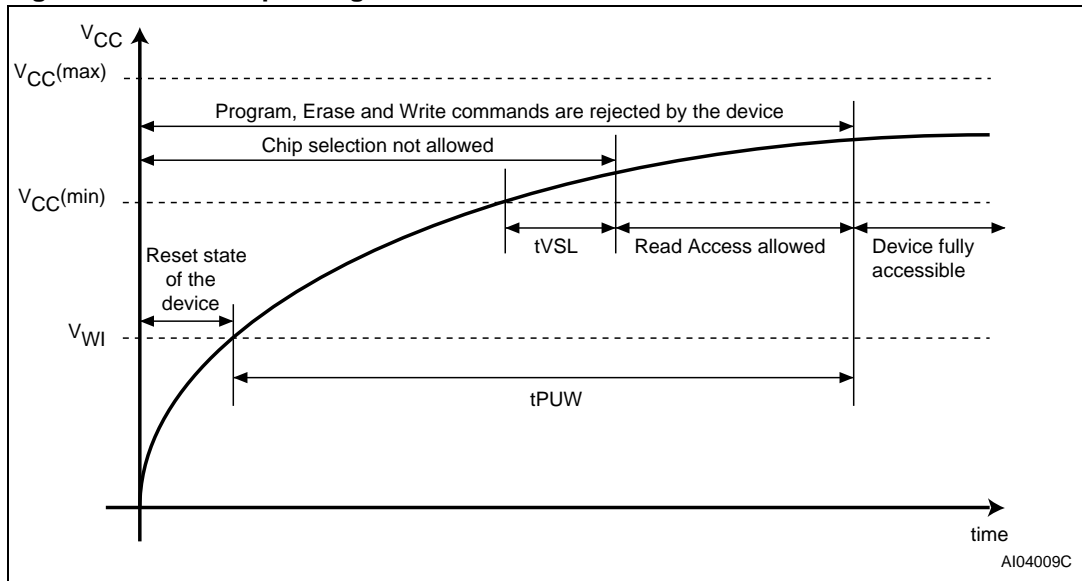 VCC
VCC(max)
Program, Erase and Write commands are rejected by the device
Chip selection not allowed
VCC(min)
tVSL
Read Access allowed
Device fully
accessible
Reset state
of the
device
VWI
tPUW
time
AI04009C